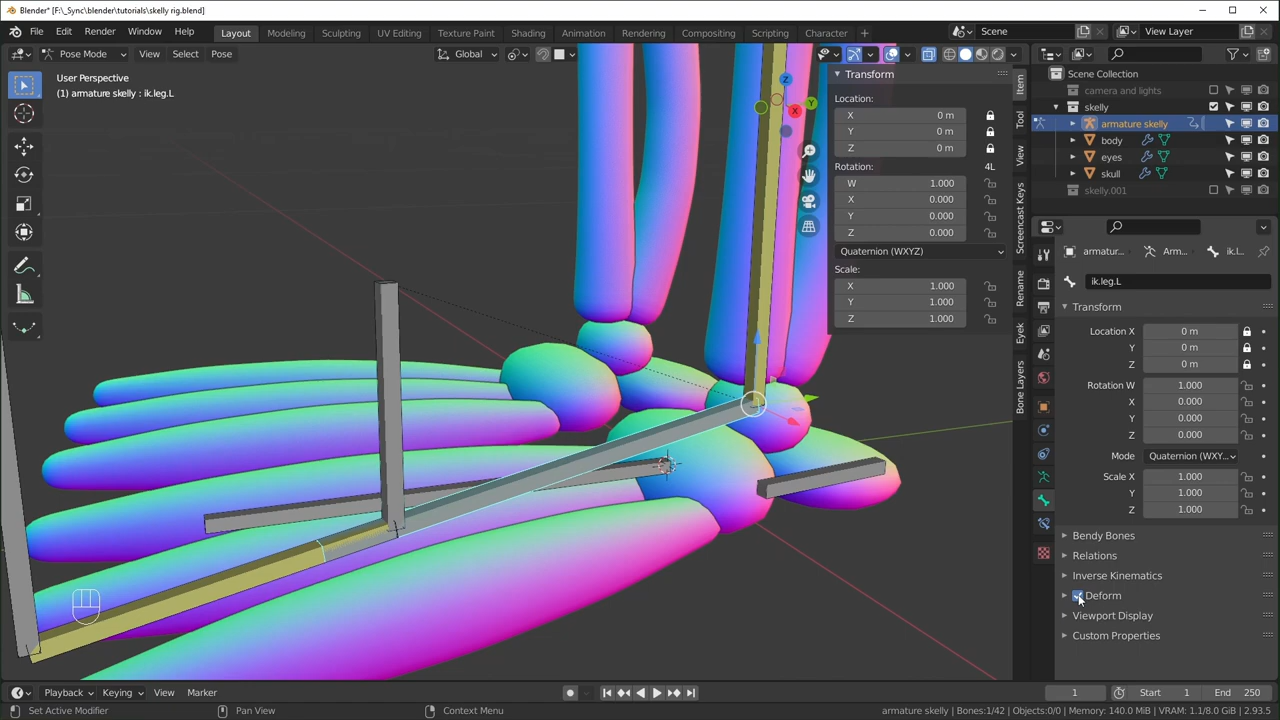 Blender* [F:\_Sync\blender\tutorials\skelly rig.blend]
File Edit Render Window Help Layout Modeling Sculpting UV Editing Texture Paint Shading Animation Rendering Compositing Scripting Character + Scene View Layer
Pose Mode View Select Pose Global
User Perspective
(1) armature skelly : ik.leg.L
Transform
Location:
X 0 m
Y 0 m
Z 0 m
Rotation: 4L
W 1.000
X 0.000
Y 0.000
Z 0.000
Quaternion (WXYZ)
Scale:
X 1.000
Y 1.000
Z 1.000
Z
Y
X
Item
Tool
View
Screencast Keys
Rename
Eyek
Bone Layers
Scene Collection
camera and lights
skelly
armature skelly
body
eyes
skull
skelly.001
armatur... Arm... ik.l...
ik.leg.L
Transform
Location X 0 m
Y 0 m
Z 0 m
Rotation W 1.000
X 0.000
Y 0.000
Z 0.000
Mode Quaternion (WXY...
Scale X 1.000
Y 1.000
Z 1.000
Bendy Bones
Relations
Inverse Kinematics
Deform
Viewport Display
Custom Properties
Playback Keying View Marker 1 Start 1 End 250
Set Active Modifier Pan View Context Menu armature skelly | Bones:1/42 | Objects:0/0 | Memory: 140.0 MiB | VRAM: 1.1/8.0 GiB | 2.93.5